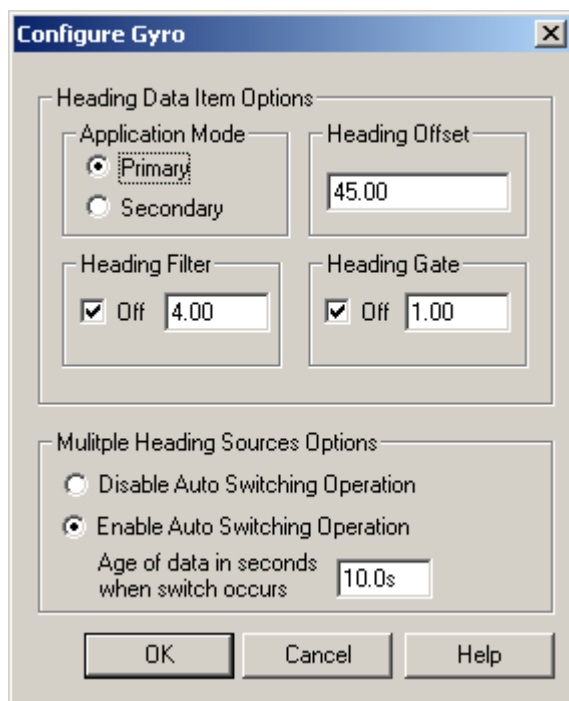 Configure Gyro
Heading Data Item Options
Application Mode
Primary
Secondary
Heading Offset
45.00
Heading Filter
Off 4.00
Heading Gate
Off 1.00
Mulitple Heading Sources Options
Disable Auto Switching Operation
Enable Auto Switching Operation
Age of data in seconds
when switch occurs
10.0s
OK Cancel Help